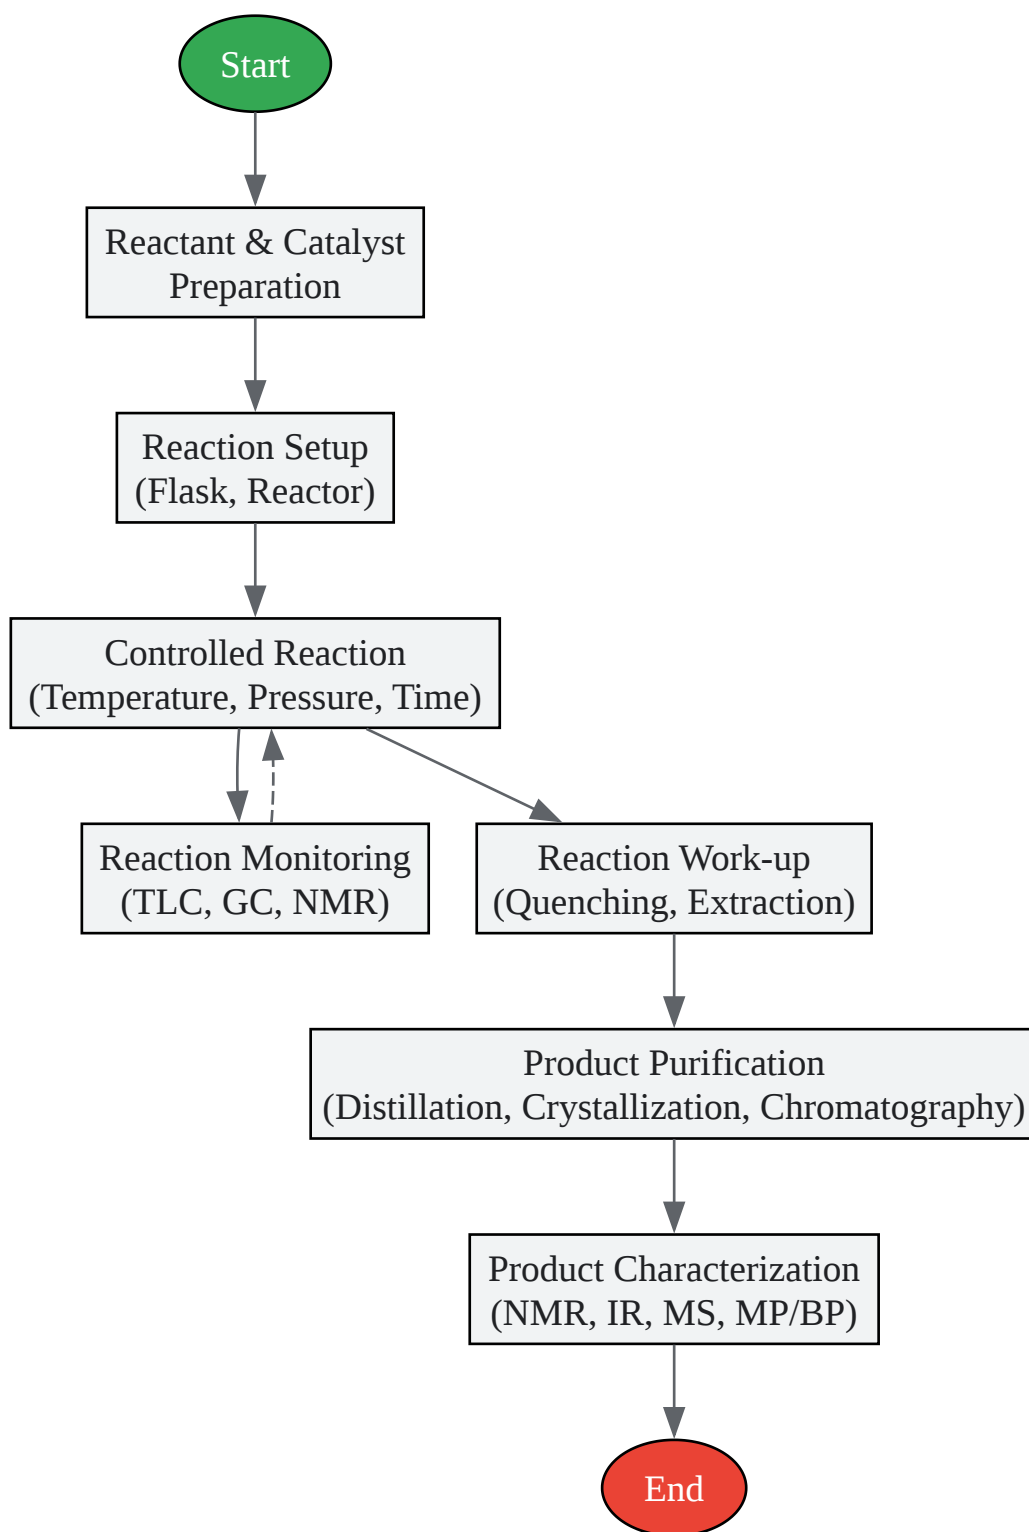 Start
Reactant & Catalyst
Preparation
Reaction Setup
(Flask, Reactor)
Controlled Reaction
(Temperature, Pressure, Time)
Reaction Monitoring
(TLC, GC, NMR)
Reaction Work-up
(Quenching, Extraction)
Product Purification
(Distillation, Crystallization, Chromatography)
Product Characterization
(NMR, IR, MS, MP/BP)
End